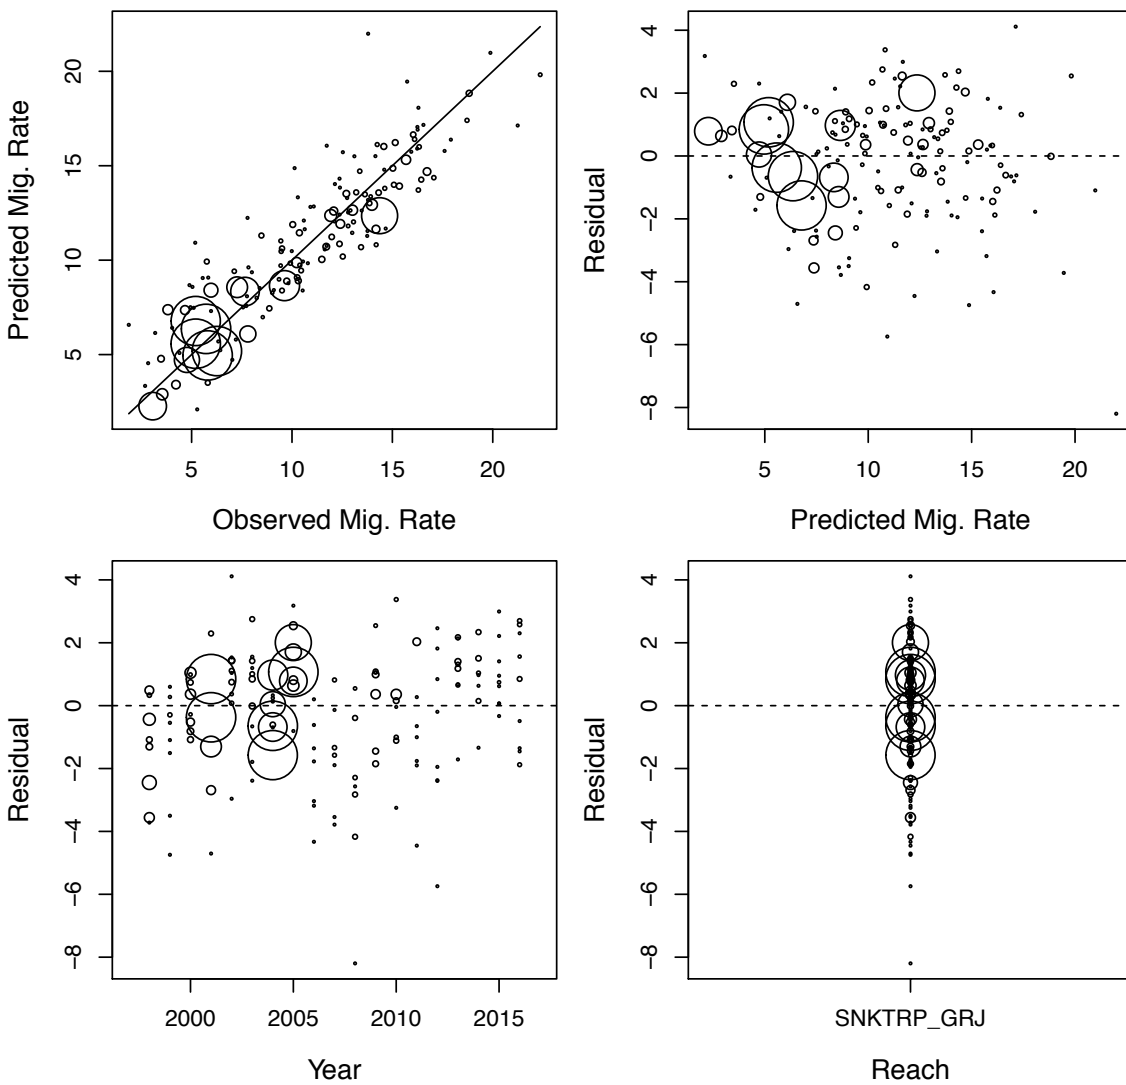 Predicted Mig. Rate
5 10 15 20
5 10 15 20
Observed Mig. Rate
Residual
−8 −6 −4 −2 0 2 4
5 10 15 20
Predicted Mig. Rate
Residual
−8 −6 −4 −2 0 2 4
2000 2005 2010 2015
Year
Residual
−8 −6 −4 −2 0 2 4
SNKTRP_GRJ
Reach